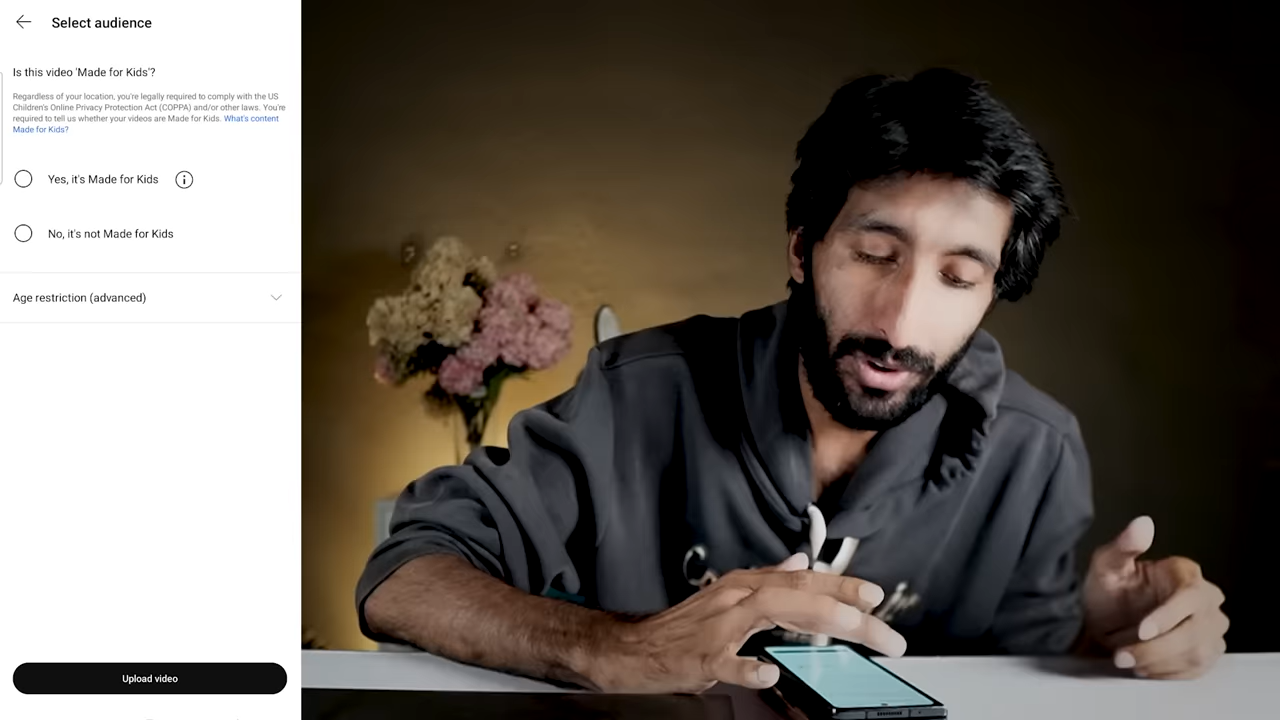 Select audience
Is this video 'Made for Kids'?
Regardless of your location, you're legally required to comply with the US
Children's Online Privacy Protection Act (COPPA) and/or other laws. You're
required to tell us whether your videos are Made for Kids. What's content
Made for Kids?
Yes, it's Made for Kids
No, it's not Made for Kids
Age restriction (advanced)
Upload video